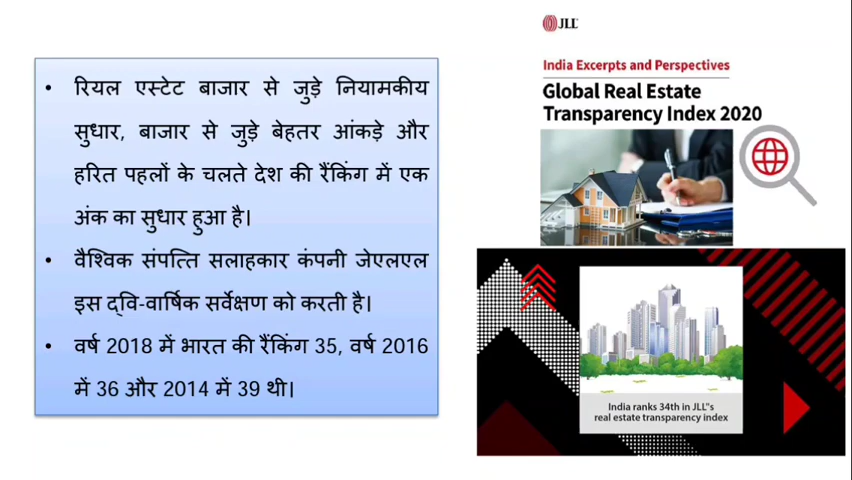 • रियल एस्टेट बाजार से जुड़े नियामकीय
सुधार, बाजार से जुड़े बेहतर आंकड़े और
हरित पहलों के चलते देश की रैंकिंग में एक
अंक का सुधार हुआ है।
• वैश्विक संपत्ति सलाहकार कंपनी जेएलएल
इस द्वि-वार्षिक सर्वेक्षण को करती है।
• वर्ष 2018 में भारत की रैंकिंग 35, वर्ष 2016
में 36 और 2014 में 39 थी।
JLL
India Excerpts and Perspectives
Global Real Estate
Transparency Index 2020
India ranks 34th in JLL"s
real estate transparency index